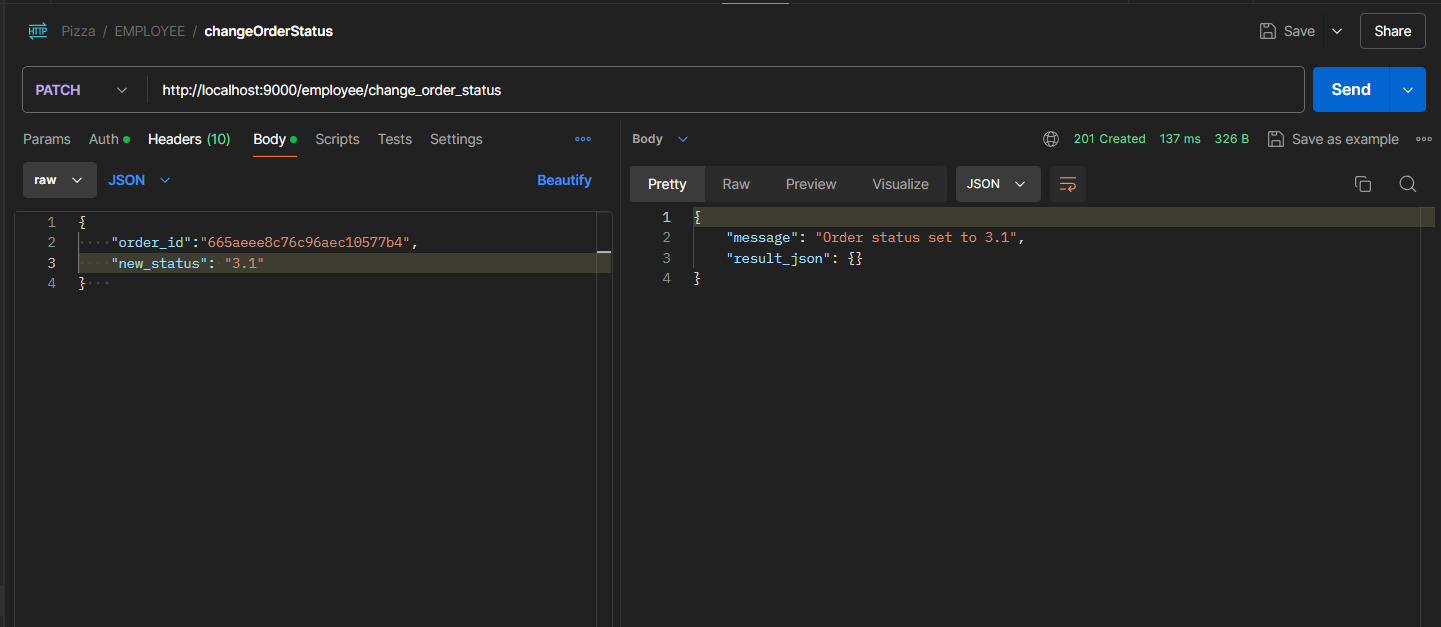 HTTP Pizza / EMPLOYEE / changeOrderStatus
Save
Share
PATCH http://localhost:9000/employee/change_order_status
Send
Params Auth Headers (10) Body Scripts Tests Settings
raw JSON Beautify
1 {
2 "order_id":"665aeee8c76c96aec10577b4",
3 "new_status": "3.1"
4 }
Body 201 Created 137 ms 326 B Save as example
Pretty Raw Preview Visualize JSON
1 {
2 "message": "Order status set to 3.1",
3 "result_json": {}
4 }